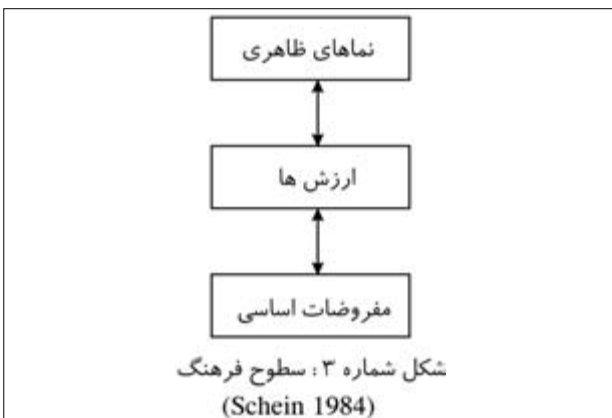 نماهای ظاهری
ارزش ها
مفروضات اساسی
شکل شماره ۳ : سطوح فرهنگ
(Schein 1984)